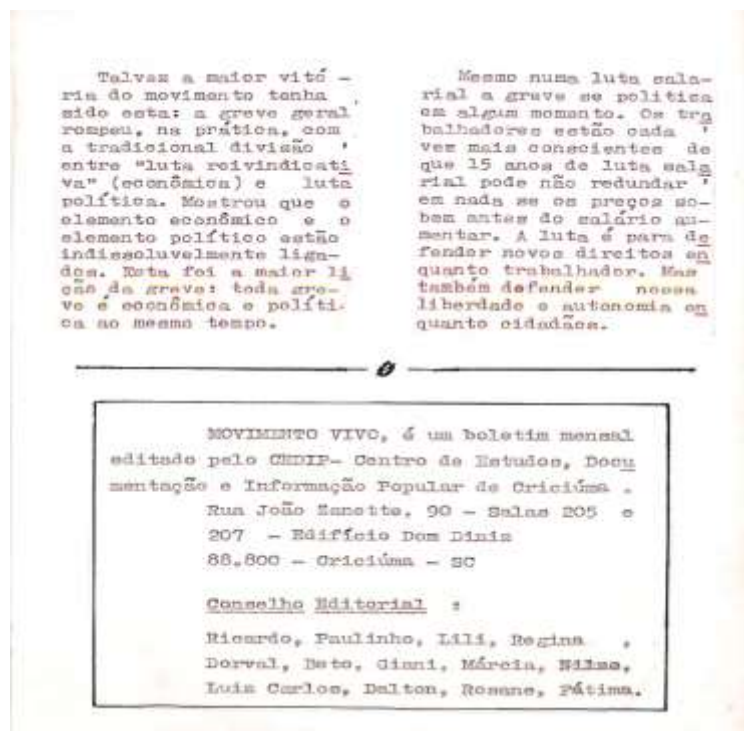 Talvez a maior vitó –
ria do movimento tenha ,
sido esta: a greve geral
rompeu, na prática, com
a tradicional divisão '
entre "luta reivindicati
va" (econômica) e luta
política. Mostrou que o
elemento econômico e o
elemento político estão
indissoluvelmente liga-
dos. Esta foi a maior li
ção da greve: toda gre-
ve é econômica e políti-
ca ao mesmo tempo.
Mesmo numa luta sala-
rial a greve se politica
em algum momento. Os tra
balhadores estão cada '
vez mais conscientes de
que 15 anos de luta sala
rial pode não redundar '
em nada se os preços so-
bem antes do salário au-
mentar. A luta é para de
fender novos direitos en
quanto trabalhador. Mas
também defender nossa
liberdade e autonomia en
quanto cidadãos.
MOVIMENTO VIVO, é um boletim mensal
editado pelo CEDIP- Centro de Estudos, Docu
mentação e Informação Popular de Criciúma .
Rua João Zanette, 90 – Salas 205 e
207 – Edifício Dom Diniz
88.800 – Criciúma – SC
Conselho Editorial :
Ricardo, Paulinho, Lili, Regina ,
Dorval, Beto, Giani, Márcia, Nilso,
Luis Carlos, Dalton, Rosane, Fátima.